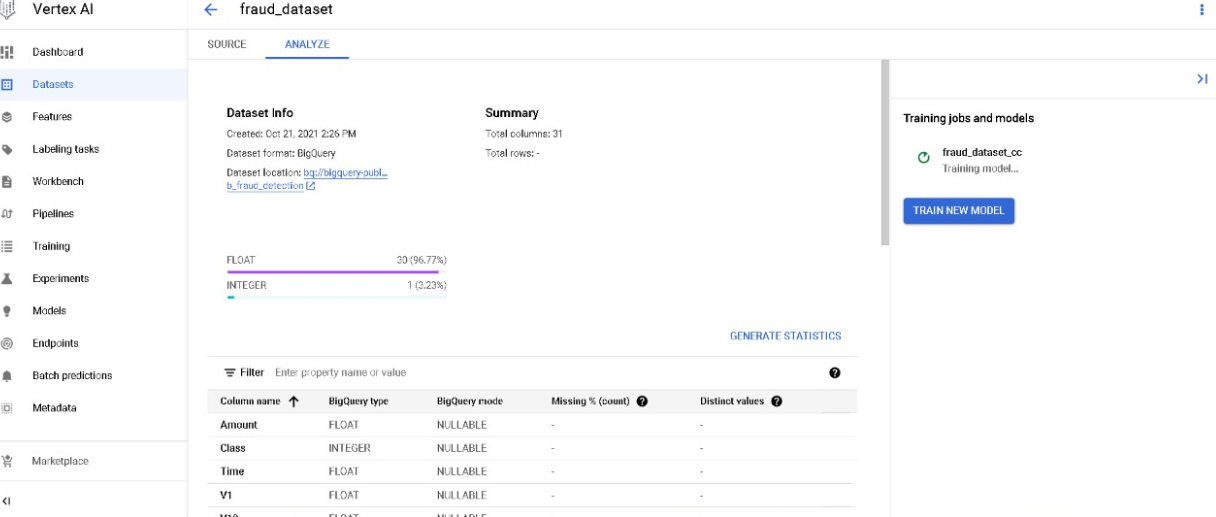 Vertex AI
fraud_dataset
Dashboard
Datasets
Features
Labeling tasks
Workbench
Pipelines
Training
Experiments
Models
Endpoints
Batch predictions
Metadata
Marketplace
SOURCE ANALYZE
Dataset Info
Created: Oct 21, 2021 2:26 PM
Dataset format: BigQuery
Dataset location: bq://bigquery-publ...
b_fraud_detection
Summary
Total columns: 31
Total rows: -
FLOAT 30 (96.77%)
INTEGER 1 (3.23%)
GENERATE STATISTICS
Filter Enter property name or value
Column name BigQuery type BigQuery mode Missing % (count) Distinct values
Amount FLOAT NULLABLE - -
Class INTEGER NULLABLE - -
Time FLOAT NULLABLE - -
V1 FLOAT NULLABLE - -
V10 FLOAT NULLABLE - -
Training jobs and models
fraud_dataset_cc
Training model...
TRAIN NEW MODEL